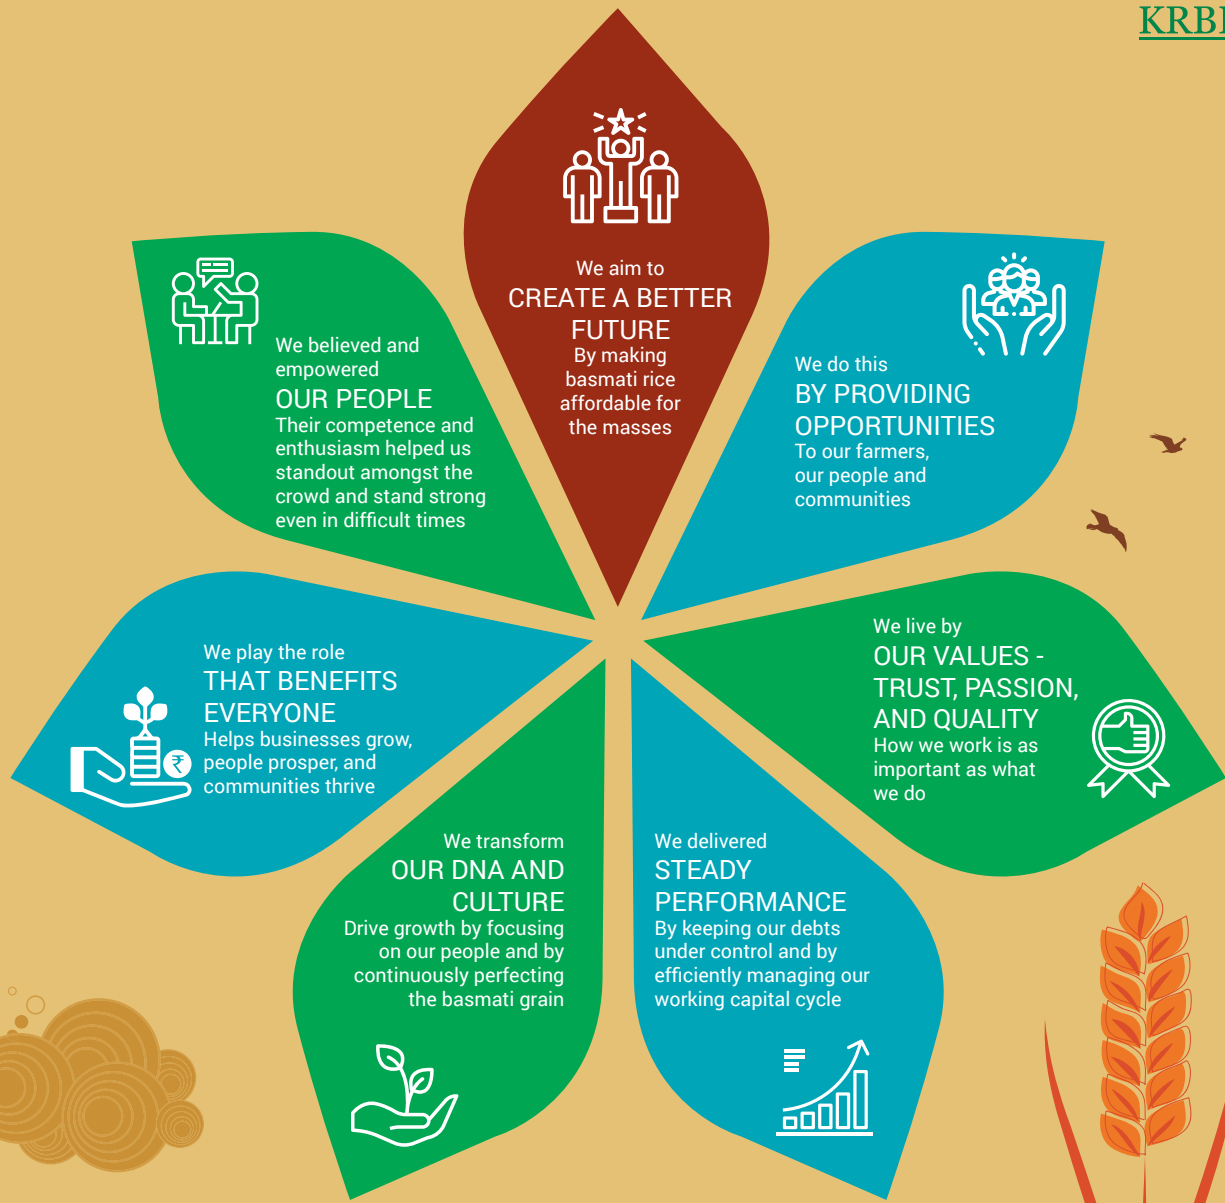 KRBL
We aim to
CREATE A BETTER
FUTURE
By making
basmati rice
affordable for
the masses
We do this
BY PROVIDING
OPPORTUNITIES
To our farmers,
our people and
communities
We live by
OUR VALUES -
TRUST, PASSION,
AND QUALITY
How we work is as
important as what
we do
We delivered
STEADY
PERFORMANCE
By keeping our debts
under control and by
efficiently managing our
working capital cycle
We transform
OUR DNA AND
CULTURE
Drive growth by focusing
on our people and by
continuously perfecting
the basmati grain
We play the role
THAT BENEFITS
EVERYONE
Helps businesses grow,
people prosper, and
communities thrive
₹
We believed and
empowered
OUR PEOPLE
Their competence and
enthusiasm helped us
standout amongst the
crowd and stand strong
even in difficult times